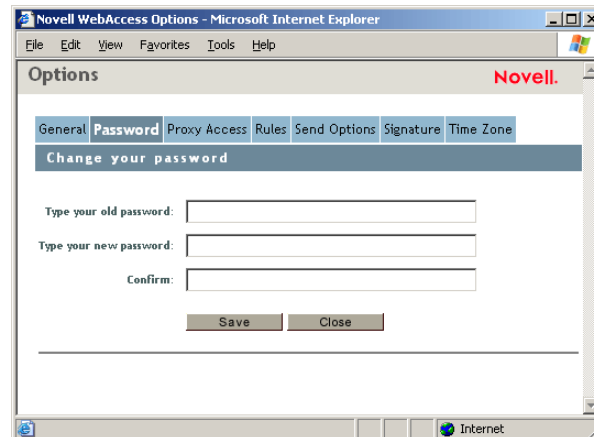 Novell WebAccess Options - Microsoft Internet Explorer
File Edit View Favorites Tools Help
Options
Novell.
General Password Proxy Access Rules Send Options Signature Time Zone
Change your password
Type your old password:
Type your new password:
Confirm:
Save Close
Internet